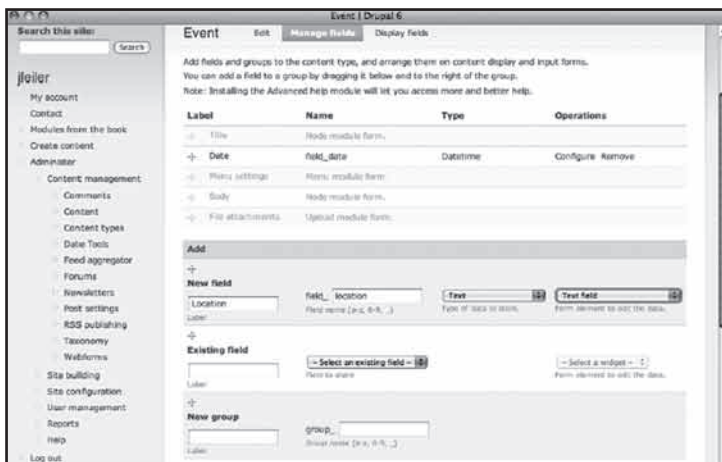 Event | Drupal 6
Search this site:
Search
jfeiler
My account
Contact
Modules from the book
Create content
Administer
Content management
Comments
Content
Content types
Date Tools
Feed aggregator
Forums
Newsletters
Post settings
RSS publishing
Taxonomy
Webforms
Site building
Site configuration
User management
Reports
Help
Log out
Event Edit Manage fields Display fields
Add fields and groups to the content type, and arrange them on content display and input forms.
You can add a field to a group by dragging it below and to the right of the group.
Note: Installing the Advanced help module will let you access more and better help.
Label Name Type Operations
Title Node module form.
Date field_date Datetime Configure Remove
Menu settings Menu module form.
Body Node module form.
File attachments Upload module form.
Add
New field
Location field_ location Text Text field
Label Field name (a-z, 0-9, _) Type of data to store. Form element to edit the data.
Existing field
- Select an existing field - - Select a widget -
Label Field to share Form element to edit the data.
New group
group_
Label Group name (a-z, 0-9, _)